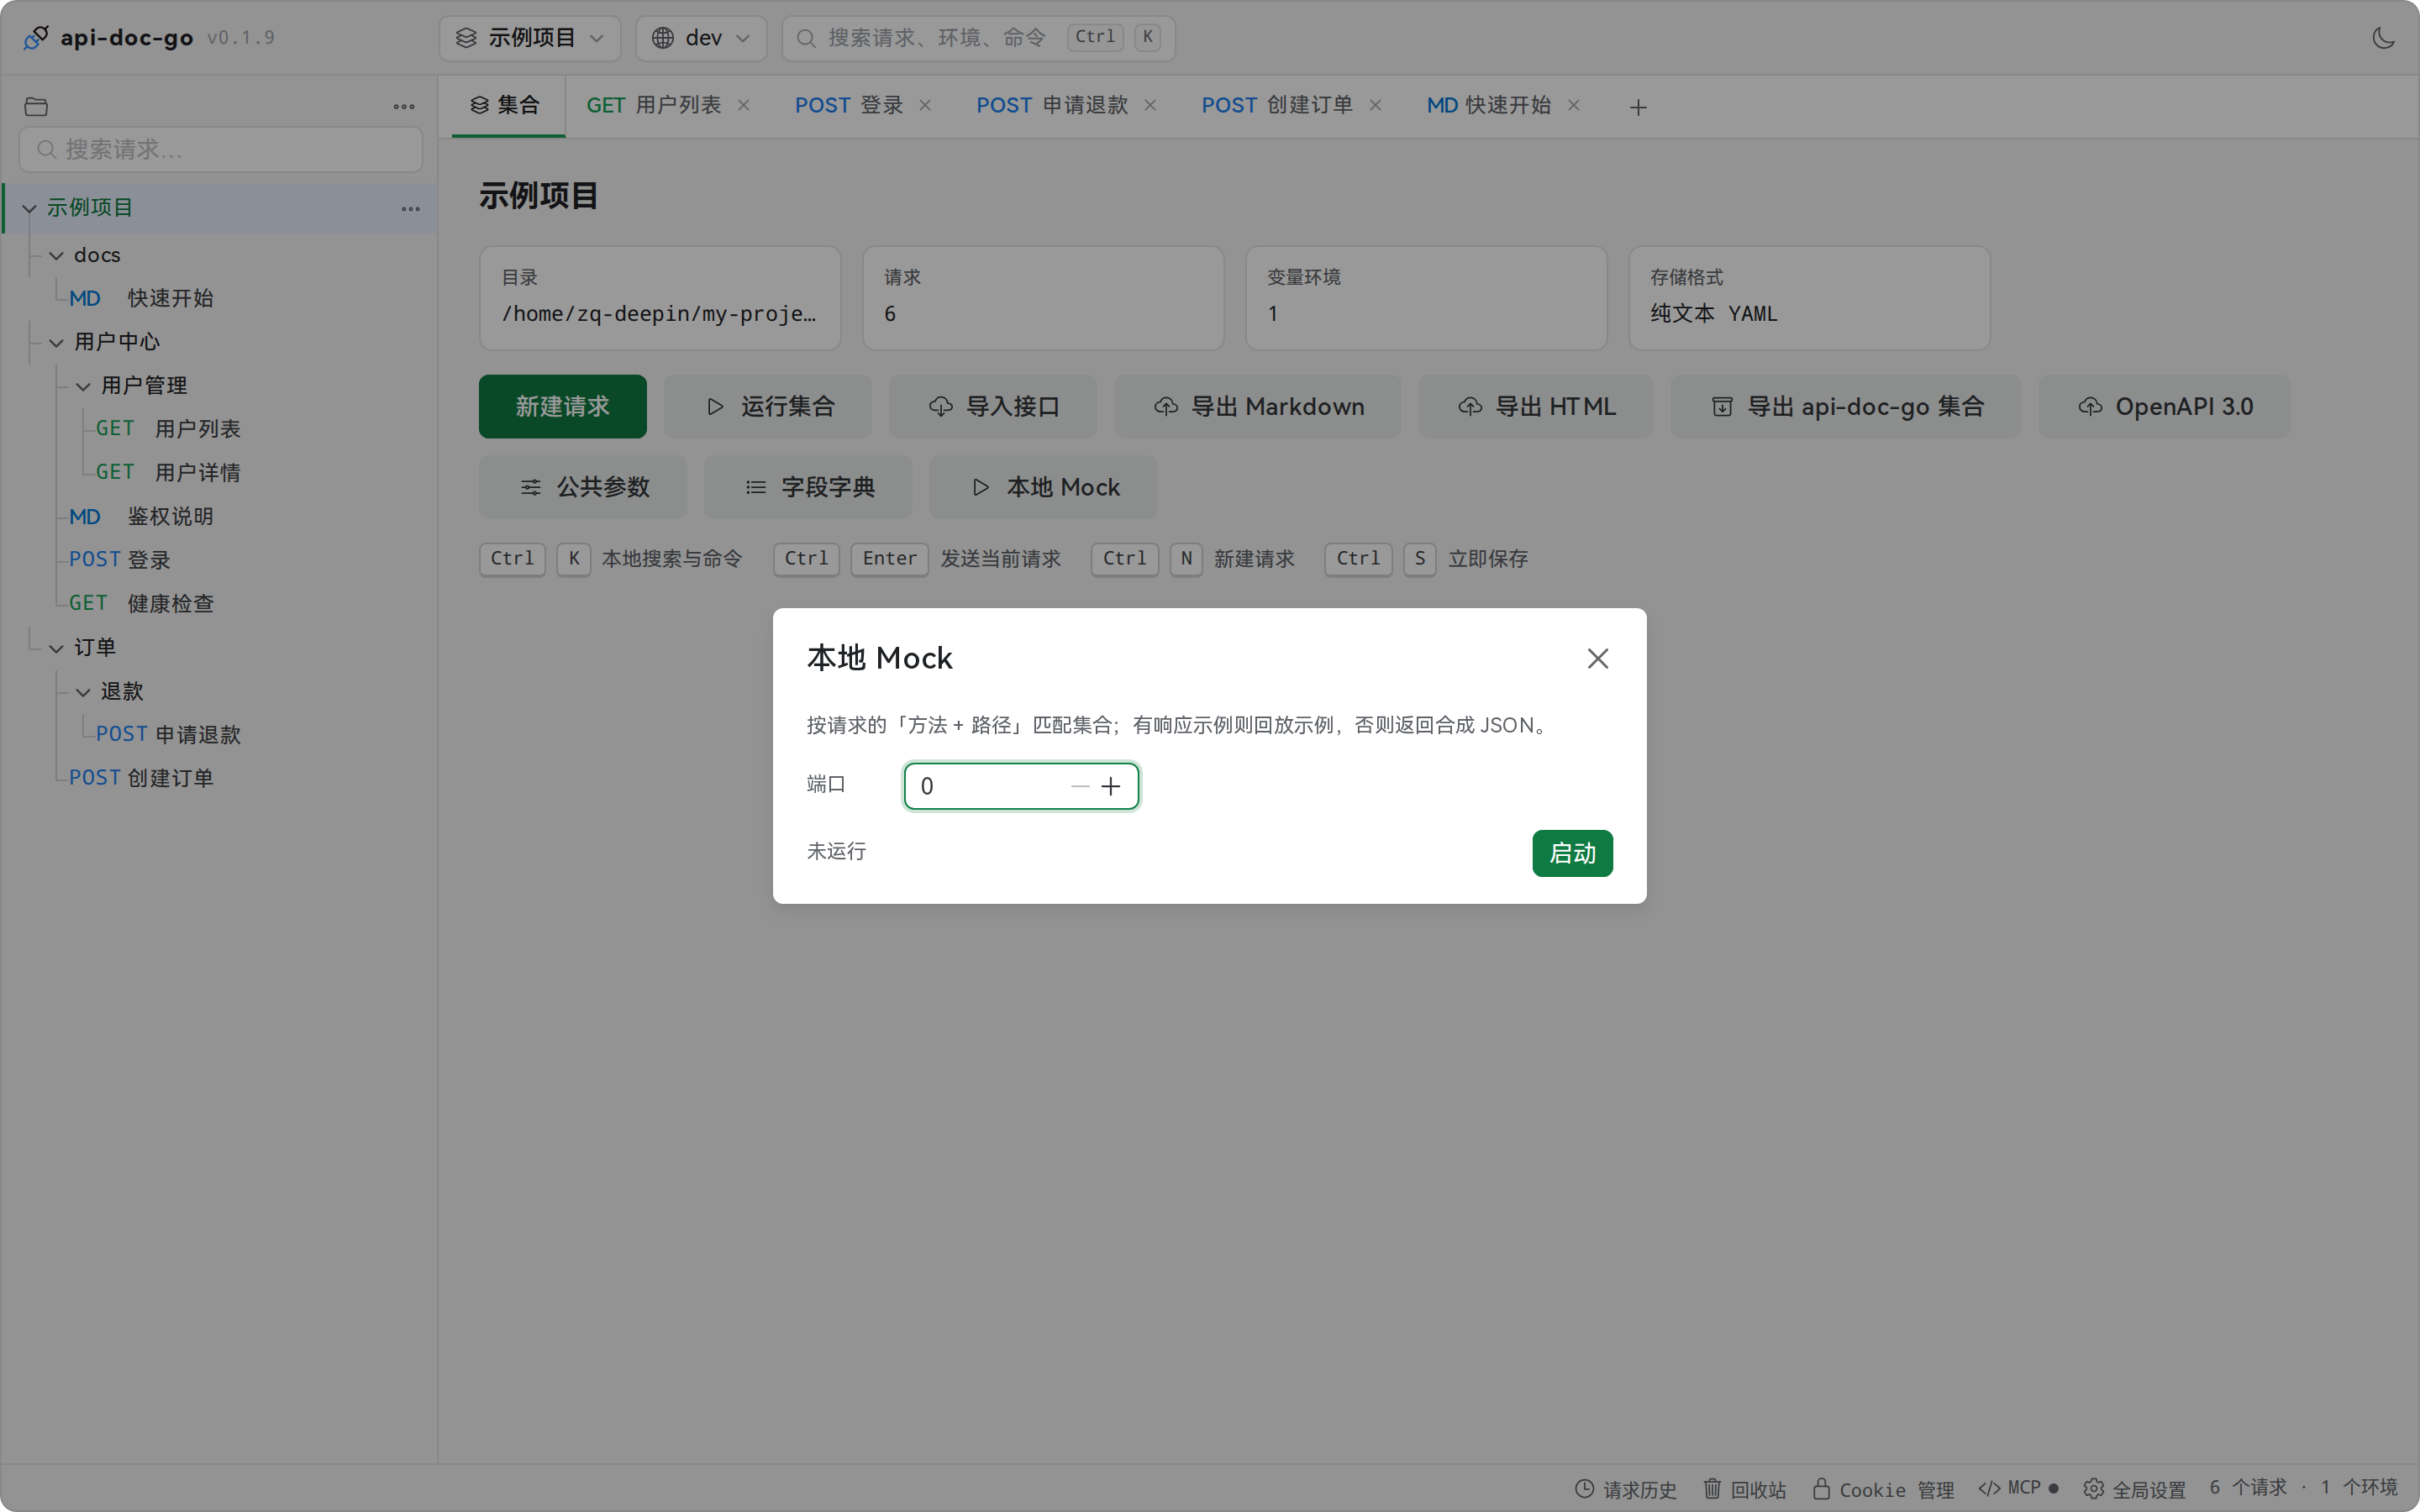 api-doc-go v0.1.9
示例项目
dev
搜索请求、环境、命令 Ctrl K
搜索请求...
示例项目
docs
MD 快速开始
用户中心
用户管理
GET 用户列表
GET 用户详情
MD 鉴权说明
POST 登录
GET 健康检查
订单
退款
POST 申请退款
POST 创建订单
集合
GET 用户列表
POST 登录
POST 申请退款
POST 创建订单
MD 快速开始
示例项目
目录
/home/zq-deepin/my-proje…
请求
6
变量环境
1
存储格式
纯文本 YAML
新建请求
运行集合
导入接口
导出 Markdown
导出 HTML
导出 api-doc-go 集合
OpenAPI 3.0
公共参数
字段字典
本地 Mock
Ctrl K 本地搜索与命令 Ctrl Enter 发送当前请求 Ctrl N 新建请求 Ctrl S 立即保存
本地 Mock
按请求的「方法 + 路径」匹配集合；有响应示例则回放示例，否则返回合成 JSON。
端口 0
未运行
启动
请求历史
回收站
Cookie 管理
MCP
全局设置
6 个请求 · 1 个环境